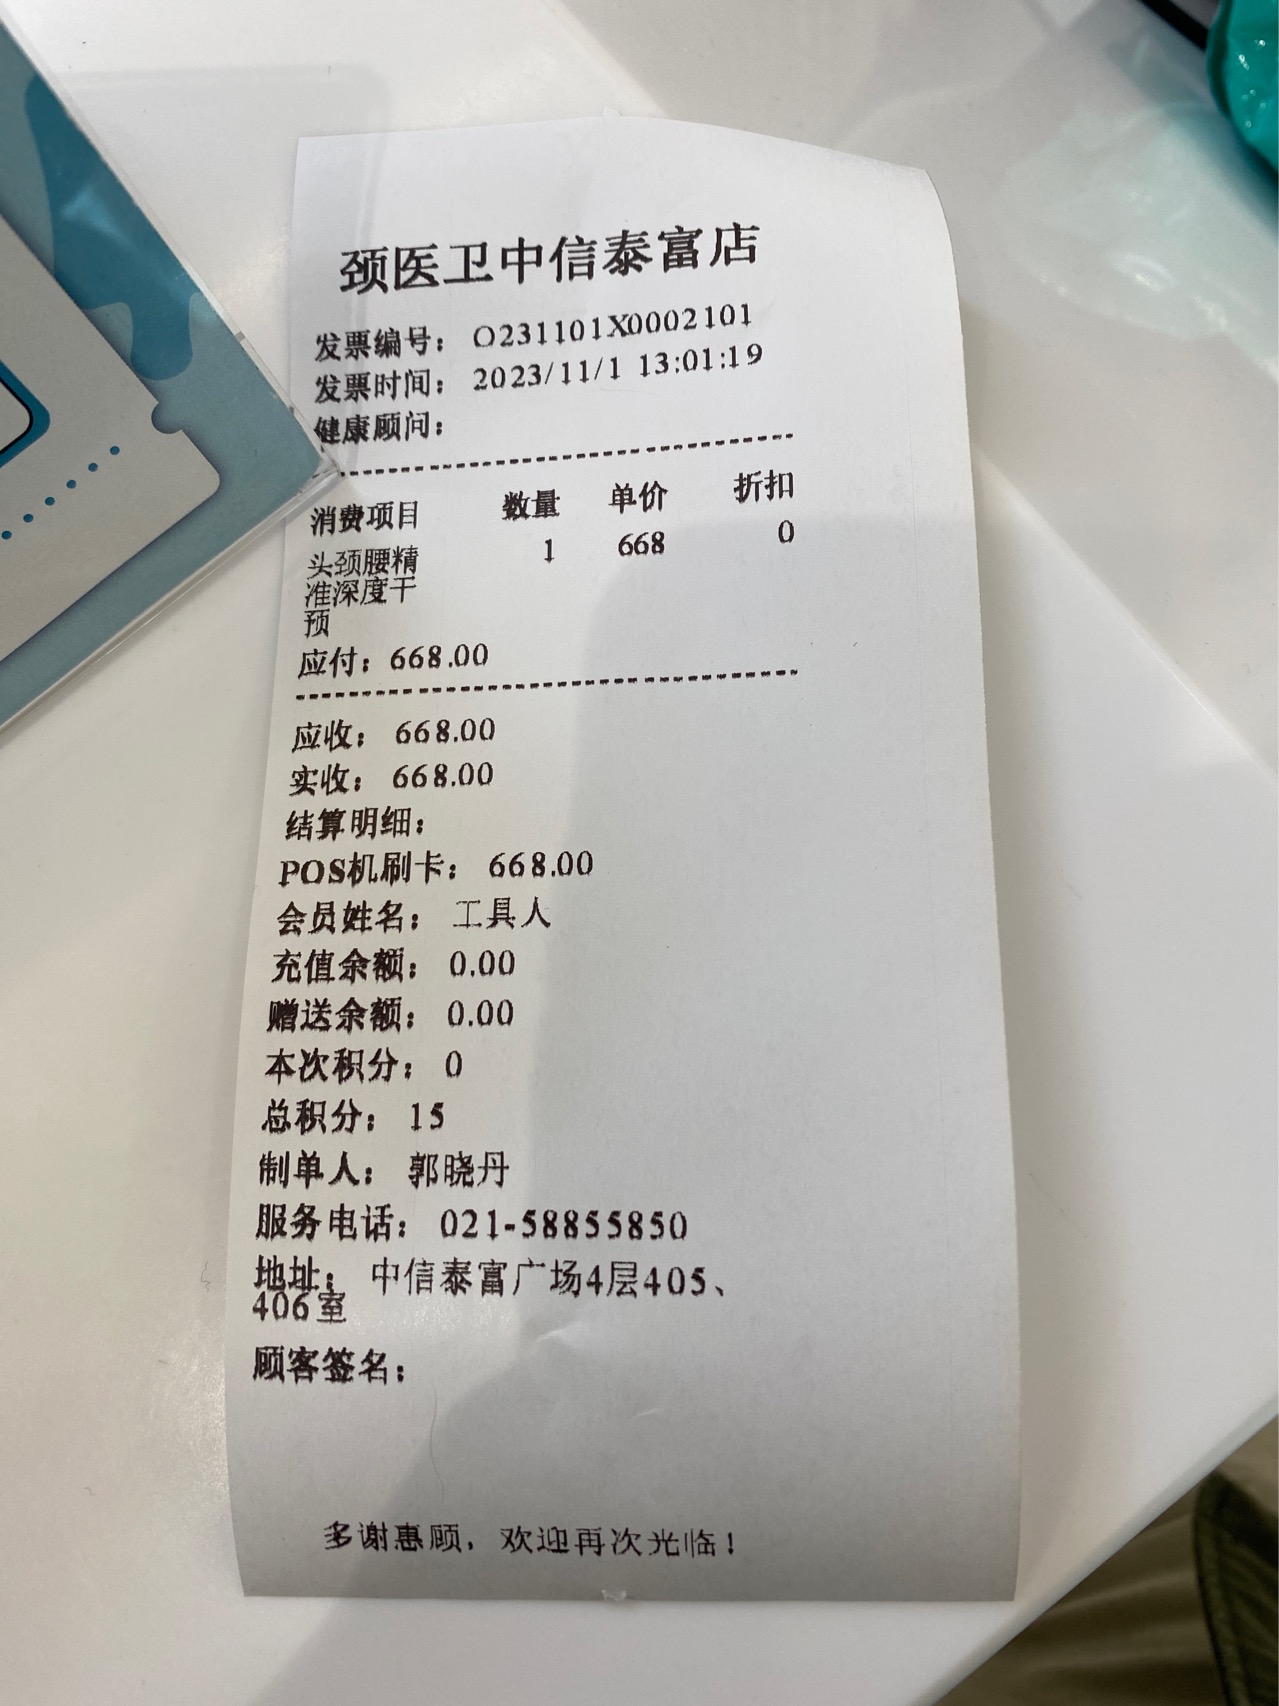 颈医卫中信泰富店
发票编号： O231101X0002101
发票时间： 2023/11/1 13:01:19
健康顾问：
消费项目 数量 单价 折扣
头颈腰精 1 668 0
准深度干
预
应付：668.00
应收： 668.00
实收： 668.00
结算明细：
POS机刷卡： 668.00
会员姓名： 工具人
充值余额： 0.00
赠送余额： 0.00
本次积分： 0
总积分： 15
制单人： 郭晓丹
服务电话： 021-58855850
地址： 中信泰富广场4层405、
406室
顾客签名：
多谢惠顾，欢迎再次光临！